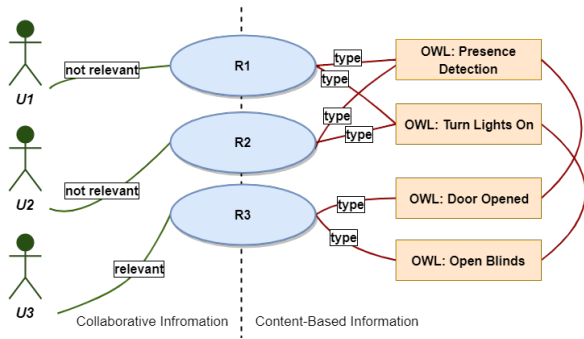 U1
not relevant
R1
type
type
OWL: Presence
Detection
U2
not relevant
R2
type
type
OWL: Turn Lights On
U3
relevant
R3
type
type
OWL: Door Opened
OWL: Open Blinds
Collaborative Infromation
Content-Based Information